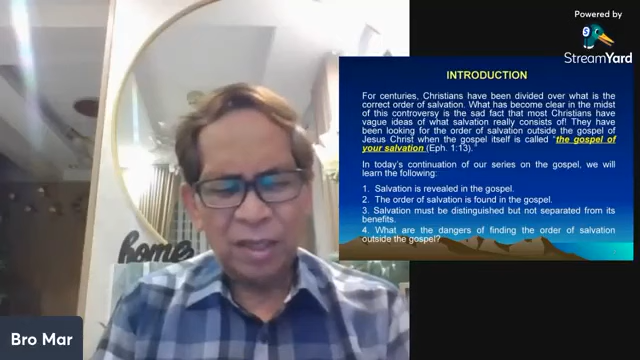 Powered by
StreamYard
INTRODUCTION
For centuries, Christians have been divided over what is the
correct order of salvation. What has become clear in the midst
of this controversy is the sad fact that most Christians have
vague ideas of what salvation really consists off! They have
been looking for the order of salvation outside the gospel of
Jesus Christ when the gospel itself is called "the gospel of
your salvation (Eph. 1:13)."
In today's continuation of our series on the gospel, we will
learn the following:
1. Salvation is revealed in the gospel.
2. The order of salvation is found in the gospel.
3. Salvation must be distinguished but not separated from its
benefits.
4. What are the dangers of finding the order of salvation
outside the gospel?
home
Bro Mar